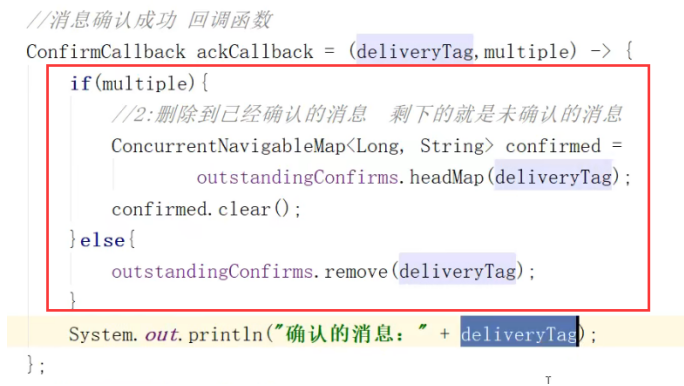 //消息确认成功 回调函数
ConfirmCallback ackCallback = (deliveryTag,multiple) -> {
if(multiple){
//2:删除到已经确认的消息 剩下的就是未确认的消息
ConcurrentNavigableMap<Long, String> confirmed =
outstandingConfirms.headMap(deliveryTag);
confirmed.clear();
}else{
outstandingConfirms.remove(deliveryTag);
}
System.out.println("确认的消息：" + deliveryTag);
};